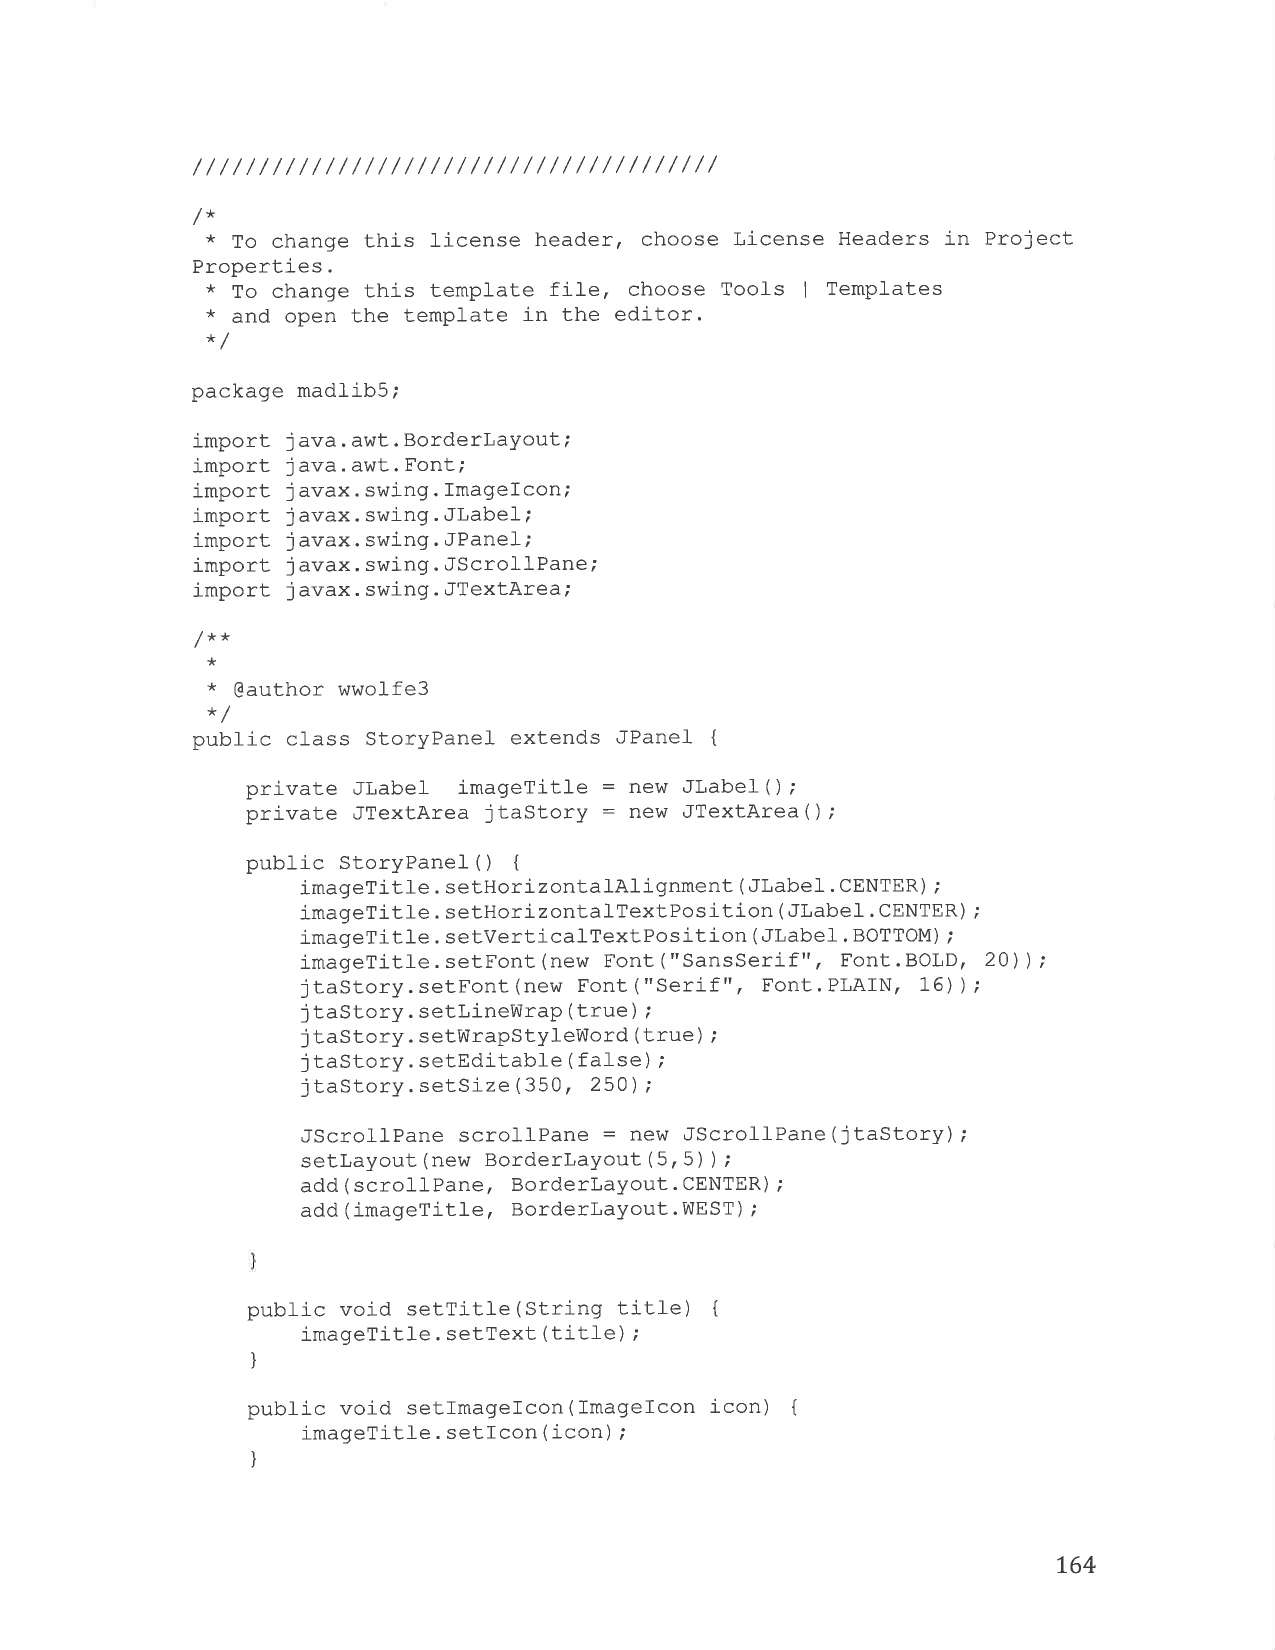 ////////////////////////////////////////
/*
 * To change this license header, choose License Headers in Project
Properties.
 * To change this template file, choose Tools | Templates
 * and open the template in the editor.
 */
package madlib5;
import java.awt.BorderLayout;
import java.awt.Font;
import javax.swing.ImageIcon;
import javax.swing.JLabel;
import javax.swing.JPanel;
import javax.swing.JScrollPane;
import javax.swing.JTextArea;
/**
 *
 * @author wwolfe3
 */
public class StoryPanel extends JPanel {
    private JLabel  imageTitle = new JLabel();
    private JTextArea jtaStory = new JTextArea();
    public StoryPanel() {
        imageTitle.setHorizontalAlignment(JLabel.CENTER);
        imageTitle.setHorizontalTextPosition(JLabel.CENTER);
        imageTitle.setVerticalTextPosition(JLabel.BOTTOM);
        imageTitle.setFont(new Font("SansSerif", Font.BOLD, 20));
        jtaStory.setFont(new Font("Serif", Font.PLAIN, 16));
        jtaStory.setLineWrap(true);
        jtaStory.setWrapStyleWord(true);
        jtaStory.setEditable(false);
        jtaStory.setSize(350, 250);
        JScrollPane scrollPane = new JScrollPane(jtaStory);
        setLayout(new BorderLayout(5,5));
        add(scrollPane, BorderLayout.CENTER);
        add(imageTitle, BorderLayout.WEST);
    }
    public void setTitle(String title) {
        imageTitle.setText(title);
    }
    public void setImageIcon(ImageIcon icon) {
        imageTitle.setIcon(icon);
    }
164